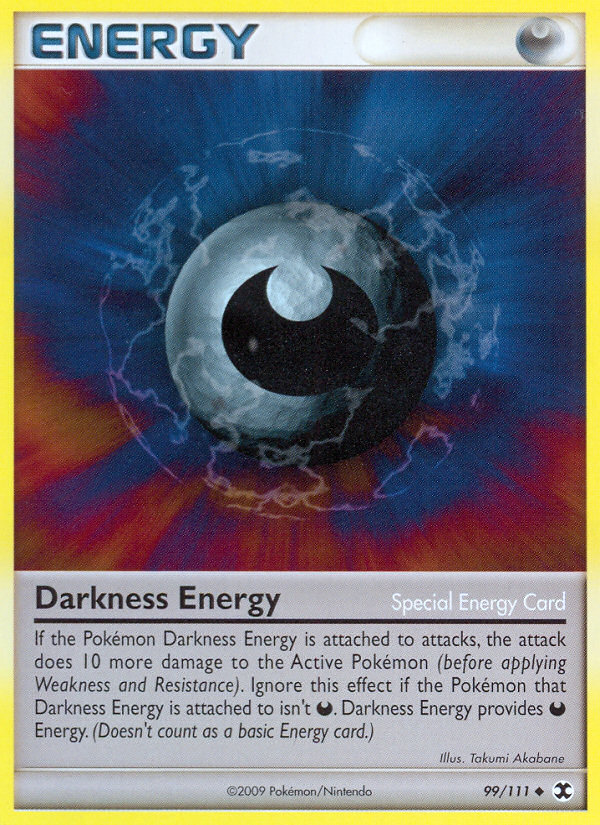 ENERGY
Darkness Energy
Special Energy Card
If the Pokémon Darkness Energy is attached to attacks, the attack
does 10 more damage to the Active Pokémon (before applying
Weakness and Resistance). Ignore this effect if the Pokémon that
Darkness Energy is attached to isn't . Darkness Energy provides
Energy. (Doesn't count as a basic Energy card.)
Illus. Takumi Akabane
©2009 Pokémon/Nintendo
99/111